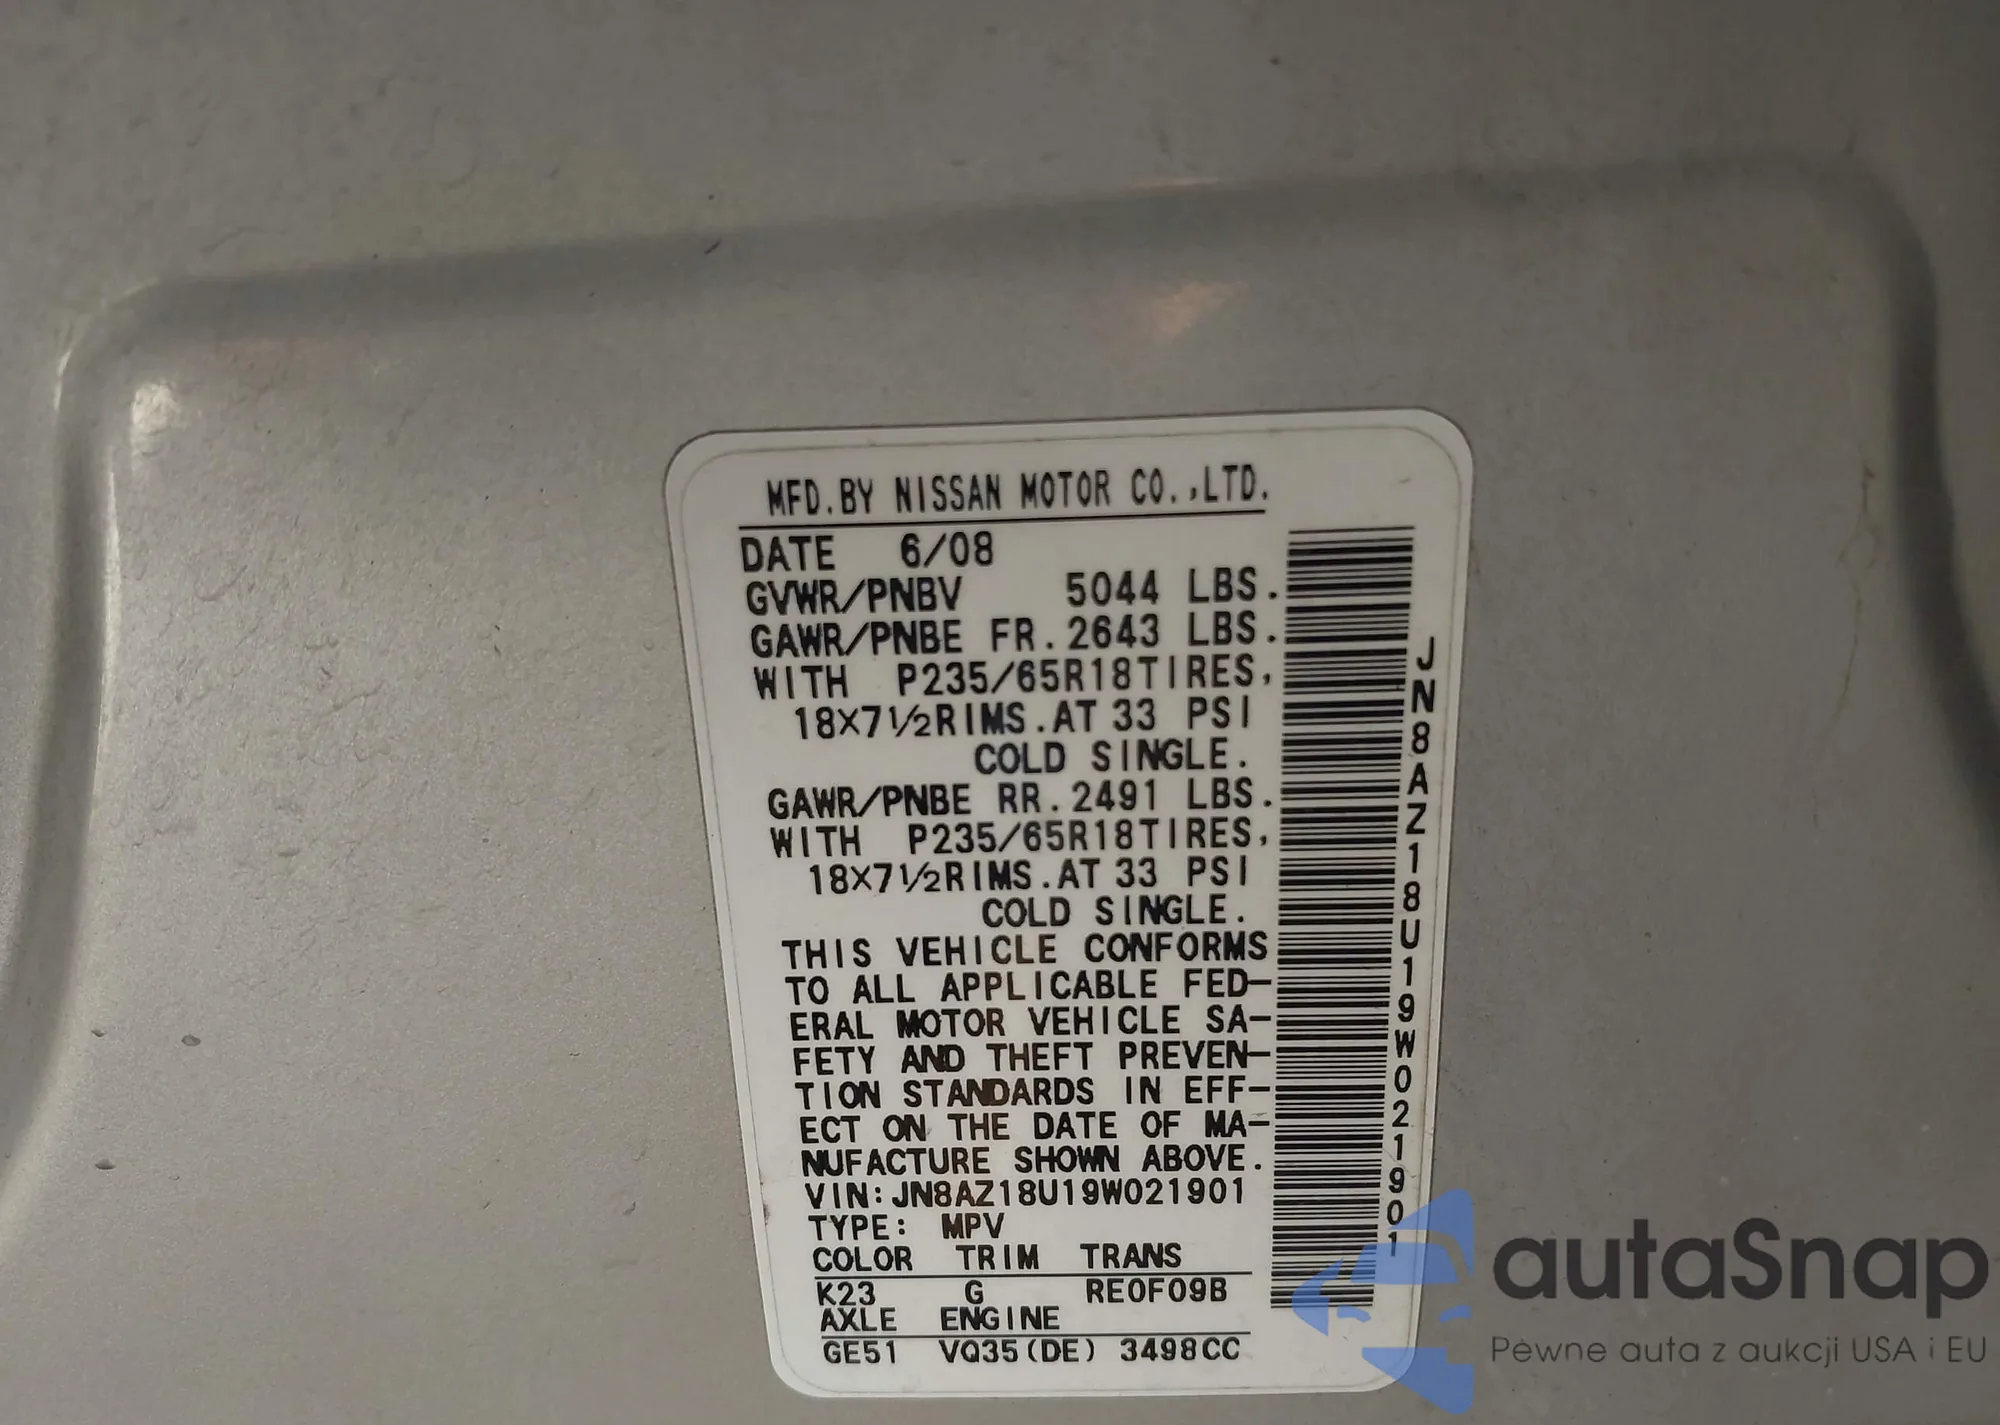 MFD.BY NISSAN MOTOR CO.,LTD.
DATE 6/08
GVWR/PNBV 5044 LBS.
GAWR/PNBE FR.2643 LBS.
WITH P235/65R18TIRES,
18X7½RIMS.AT 33 PSI
COLD SINGLE.
GAWR/PNBE RR.2491 LBS.
WITH P235/65R18TIRES,
18X7½RIMS.AT 33 PSI
COLD SINGLE.
THIS VEHICLE CONFORMS
TO ALL APPLICABLE FED-
ERAL MOTOR VEHICLE SA-
FETY AND THEFT PREVEN-
TION STANDARDS IN EFF-
ECT ON THE DATE OF MA-
NUFACTURE SHOWN ABOVE.
VIN:JN8AZ18U19W021901
TYPE: MPV
COLOR TRIM TRANS
K23 G RE0F09B
AXLE ENGINE
GE51 VQ35(DE) 3498CC
JN8AZ18U19W021901
autaSnap
Pewne auta z aukcji USA i EU